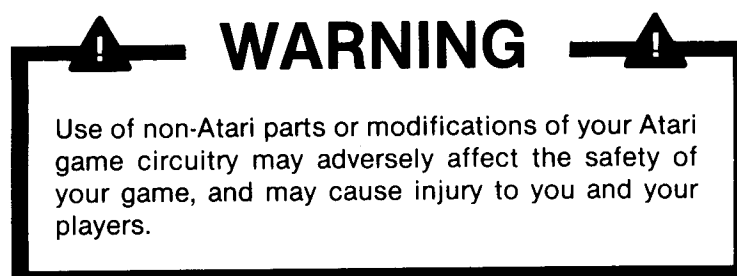 WARNING
Use of non-Atari parts or modifications of your Atari
game circuitry may adversely affect the safety of
your game, and may cause injury to you and your
players.